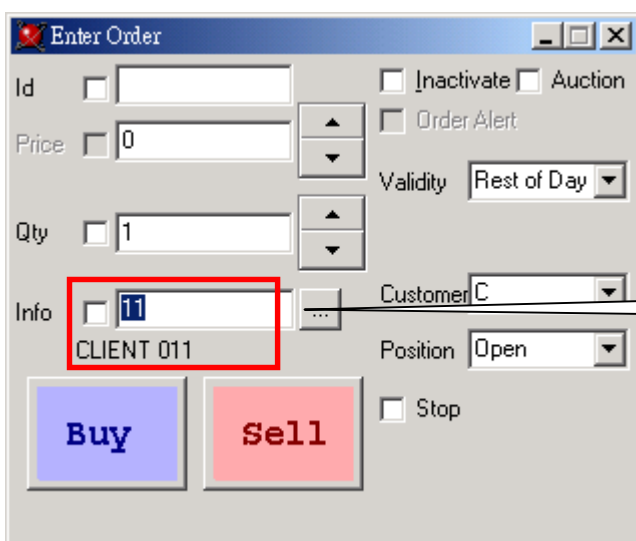 Enter Order
Id
Inactivate Auction
Price 0
Order Alert
Validity Rest of Day
Qty 1
Info 11 ...
Customer C
CLIENT 011
Position Open
Buy Sell
Stop